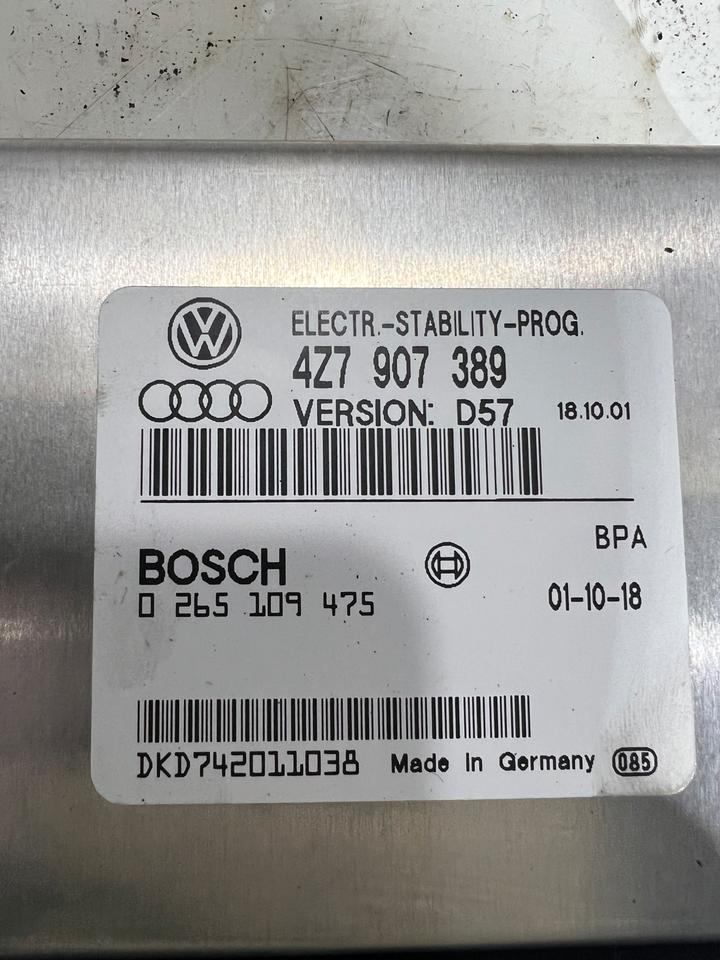 ELECTR.-STABILITY-PROG.
4Z7 907 389
VERSION: D57 18.10.01
BPA
BOSCH
0 265 109 475 01-10-18
DKD742011038 Made in Germany 085